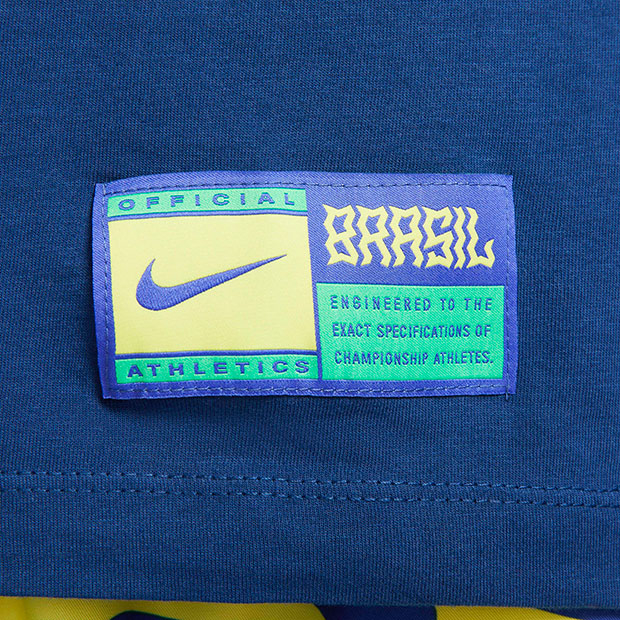 OFFICIAL
ATHLETICS
BRASIL
ENGINEERED TO THE
EXACT SPECIFICATIONS OF
CHAMPIONSHIP ATHLETES.